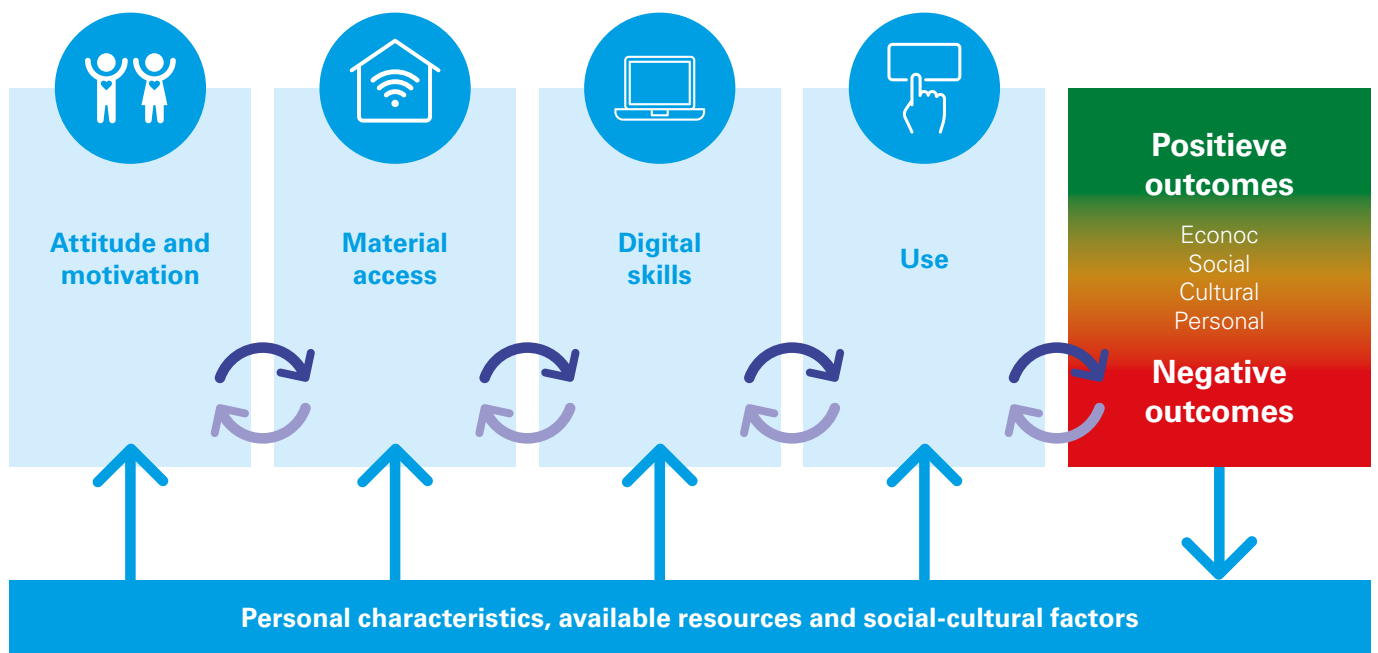 Attitude and
motivation
Material
access
Digital
skills
Use
Positieve
outcomes
Econoc
Social
Cultural
Personal
Negative
outcomes
Personal characteristics, available resources and social-cultural factors